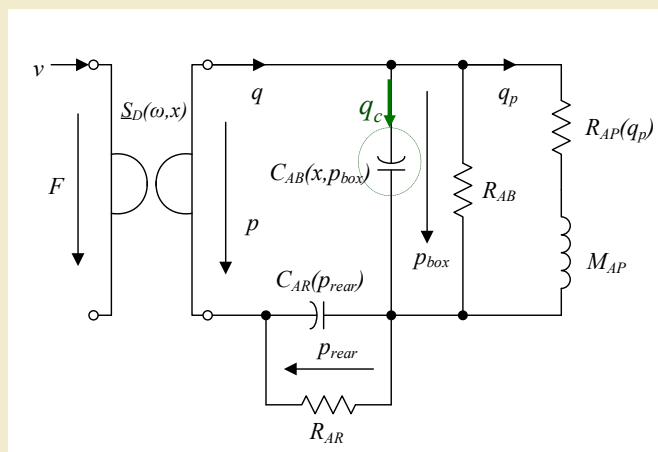 v
S_D(ω,x)
q
q_c
q_p
R_AP(q_p)
F
C_AB(x,p_box)
R_AB
p
p_box
M_AP
C_AR(p_rear)
p_rear
R_AR